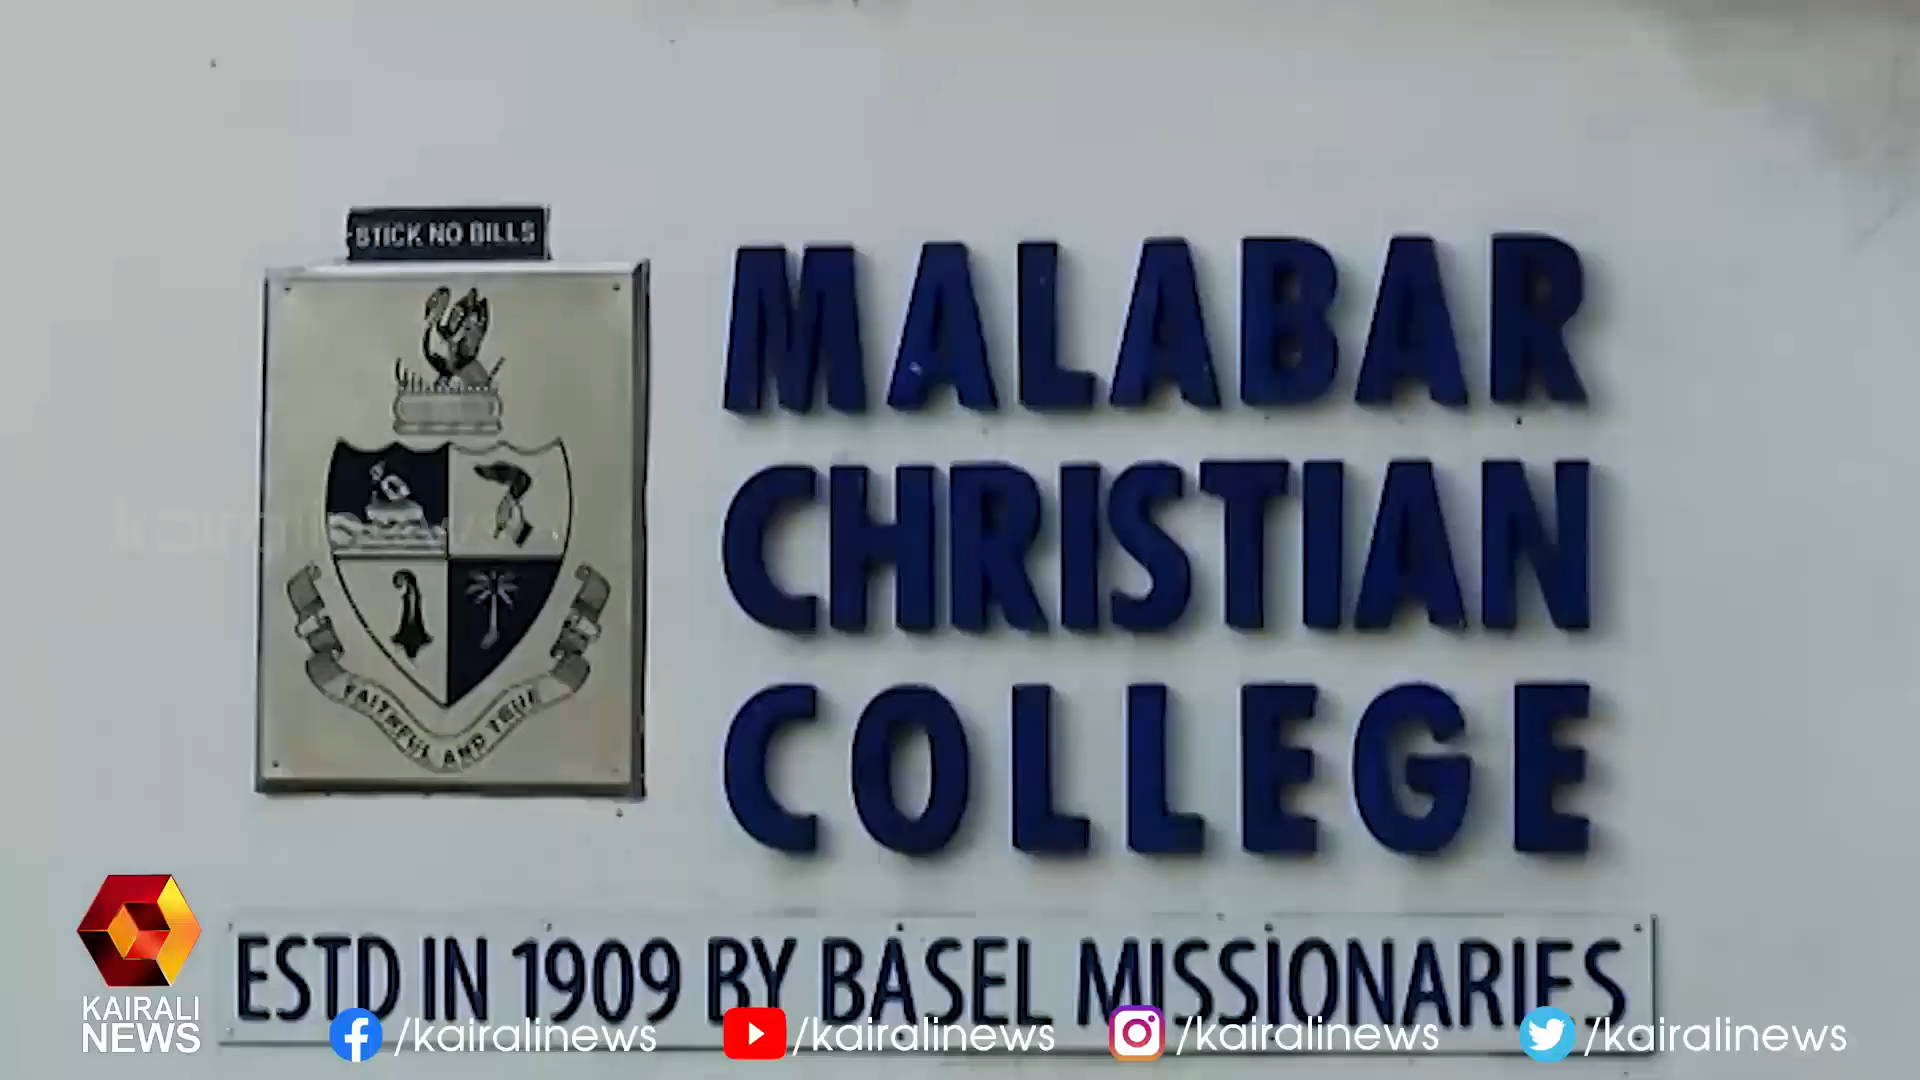 STICK NO BILLS
FAITHFUL AND TRUE
MALABAR
CHRISTIAN
COLLEGE
ESTD IN 1909 BY BASEL MISSIONARIES
kairalinews
KAIRALI
NEWS
/kairalinews
/kairalinews
/kairalinews
/kairalinews